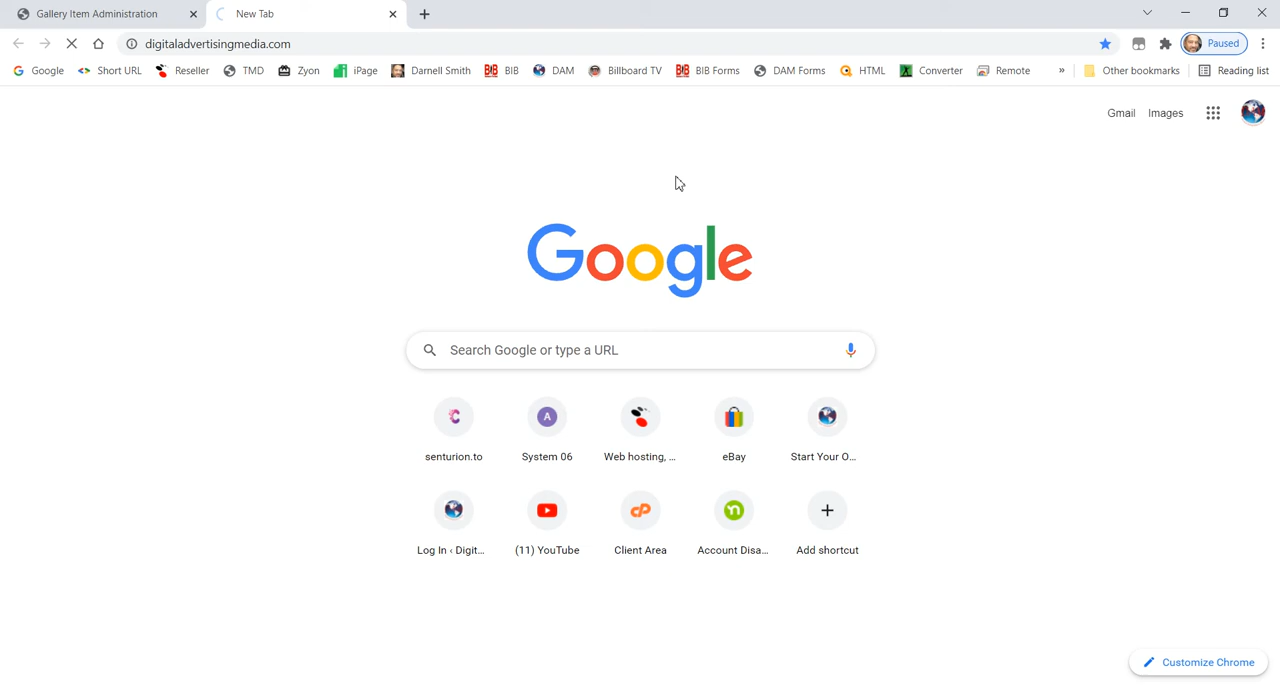 Gallery Item Administration
New Tab
digitaladvertisingmedia.com
Paused
Google Short URL Reseller TMD Zyon iPage Darnell Smith BIB DAM Billboard TV BIB Forms DAM Forms HTML Converter Remote » Other bookmarks Reading list
Gmail Images
Google
Search Google or type a URL
senturion.to System 06 Web hosting, ... eBay Start Your O...
Log In ‹ Digit... (11) YouTube Client Area Account Disa... Add shortcut
Customize Chrome